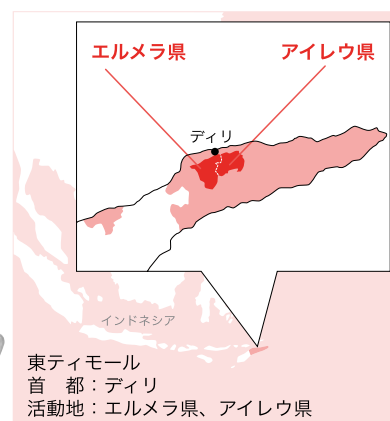 エルメラ県 アイレウ県
ディリ
インドネシア
東ティモール
首　都：ディリ
活動地：エルメラ県、アイレウ県